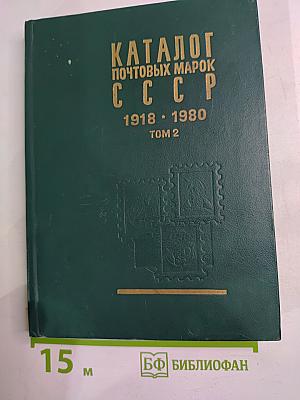 КАТАЛОГ
ПОЧТОВЫХ МАРОК
СССР
1918 • 1980
ТОМ 2
15 м
БФ БИБЛИОФАН